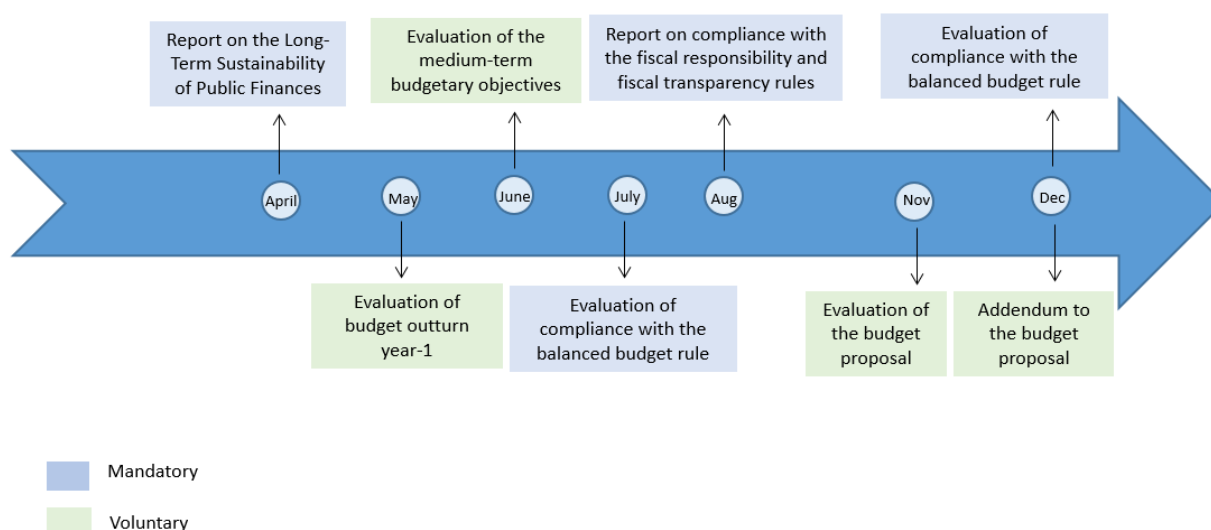 Report on the Long-
Term Sustainability
of Public Finances
Evaluation of the
medium-term
budgetary objectives
Report on compliance with
the fiscal responsibility and
fiscal transparency rules
Evaluation of
compliance with the
balanced budget rule
April
May
June
July
Aug
Nov
Dec
Evaluation of
budget outturn
year-1
Evaluation of
compliance with the
balanced budget rule
Evaluation of
the budget
proposal
Addendum to
the budget
proposal
Mandatory
Voluntary